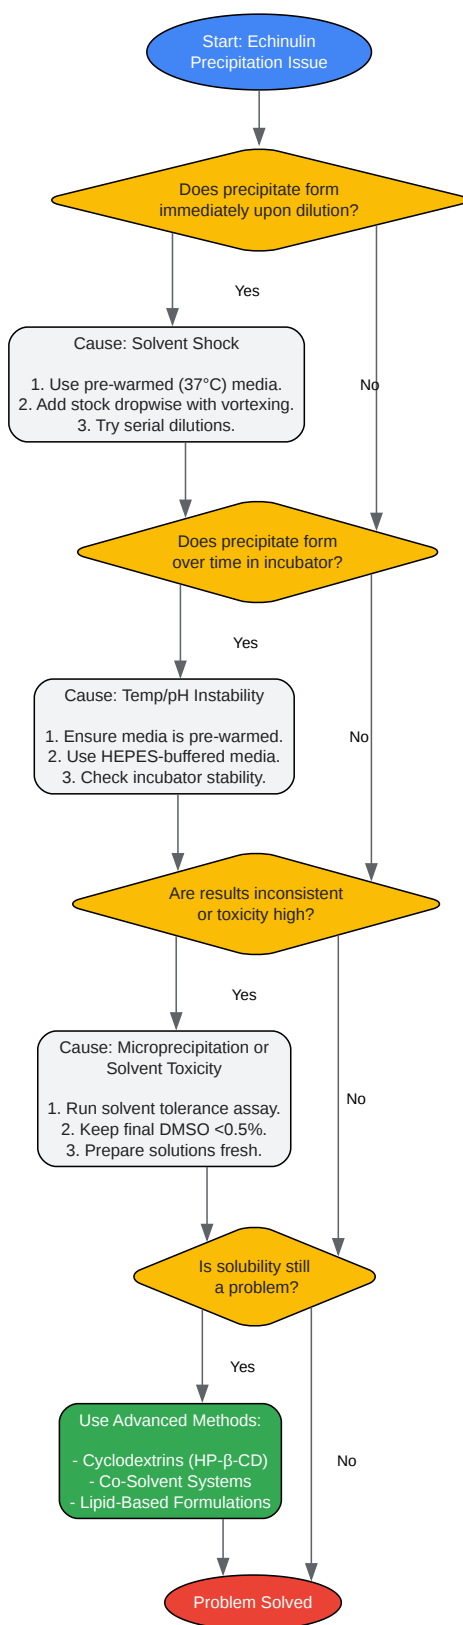 Start: Echinulin
Precipitation Issue
Does precipitate form
immediately upon dilution?
Yes
No
Cause: Solvent Shock
1. Use pre-warmed (37°C) media.
2. Add stock dropwise with vortexing.
3. Try serial dilutions.
Does precipitate form
over time in incubator?
Yes
No
Cause: Temp/pH Instability
1. Ensure media is pre-warmed.
2. Use HEPES-buffered media.
3. Check incubator stability.
Are results inconsistent
or toxicity high?
Yes
No
Cause: Microprecipitation or
Solvent Toxicity
1. Run solvent tolerance assay.
2. Keep final DMSO <0.5%.
3. Prepare solutions fresh.
Is solubility still
a problem?
Yes
No
Use Advanced Methods:
- Cyclodextrins (HP-β-CD)
- Co-Solvent Systems
- Lipid-Based Formulations
Problem Solved